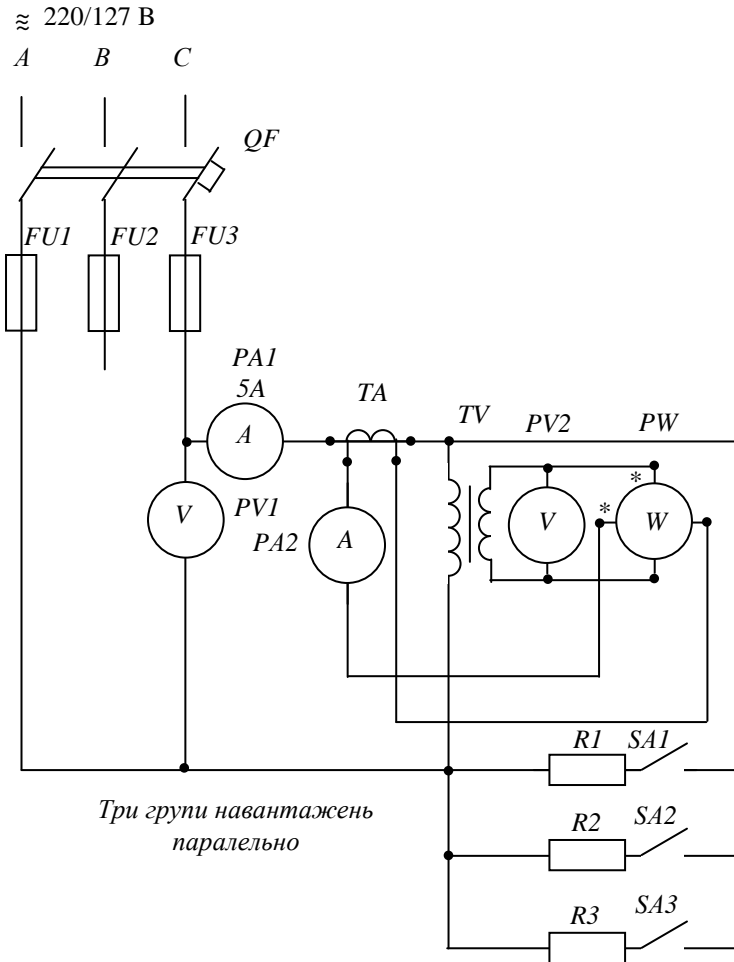 ≈ 220/127 В
A B C
QF
FU1 FU2 FU3
PA1
5A
TA
TV PV2 PW
A
*
*
V PV1
PA2 A V W
R1 SA1
Три групи навантажень
паралельно
R2 SA2
R3 SA3